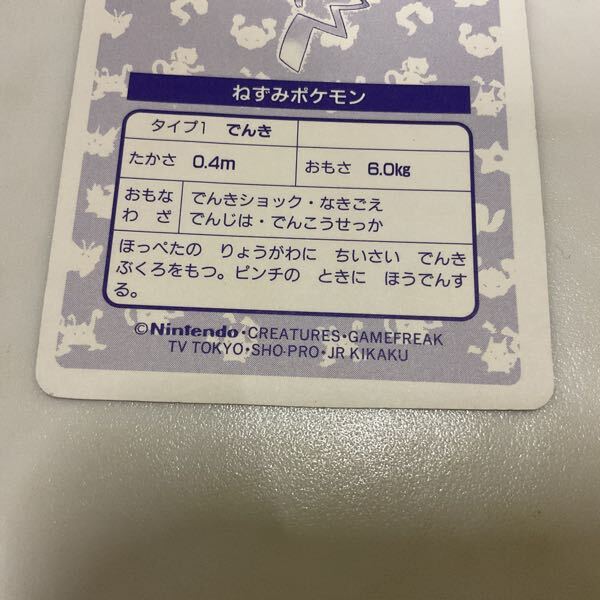 ねずみポケモン
タイプ1 でんき
たかさ 0.4m おもさ 6.0kg
おもな でんきショック・なきごえ
わ ざ でんじは・でんこうせっか
ほっぺたの りょうがわに ちいさい でんき
ぶくろをもつ。ピンチの ときに ほうでんす
る。
©Nintendo・CREATURES・GAMEFREAK
TV TOKYO・SHO-PRO・JR KIKAKU